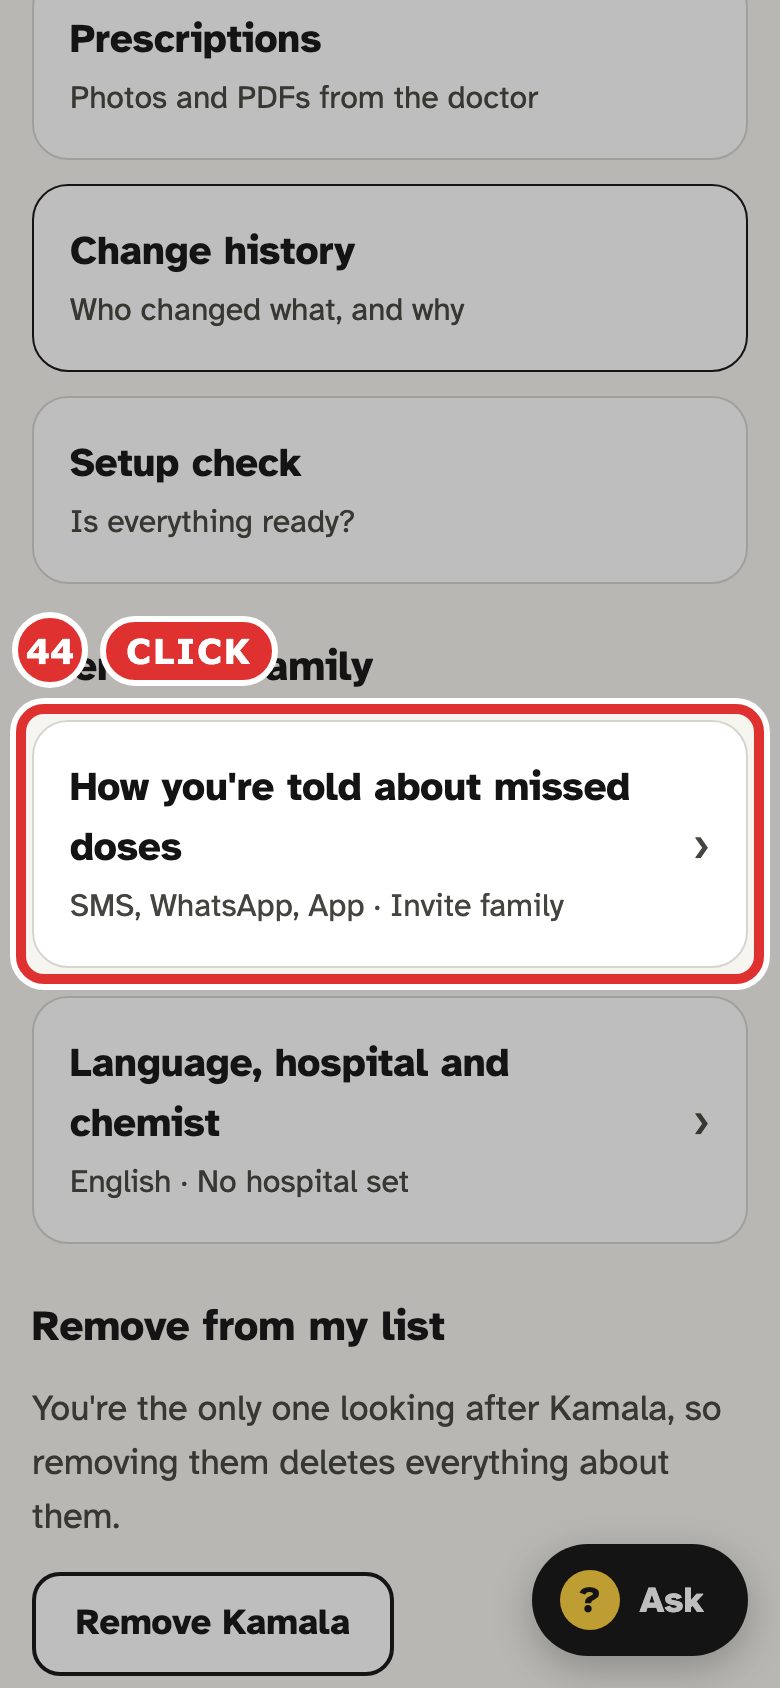 Prescriptions
Photos and PDFs from the doctor
Change history
Who changed what, and why
Setup check
Is everything ready?
44 CLICK
How you're told about missed
doses
›
SMS, WhatsApp, App · Invite family
Language, hospital and
chemist
›
English · No hospital set
Remove from my list
You're the only one looking after Kamala, so
removing them deletes everything about
them.
Remove Kamala
? Ask